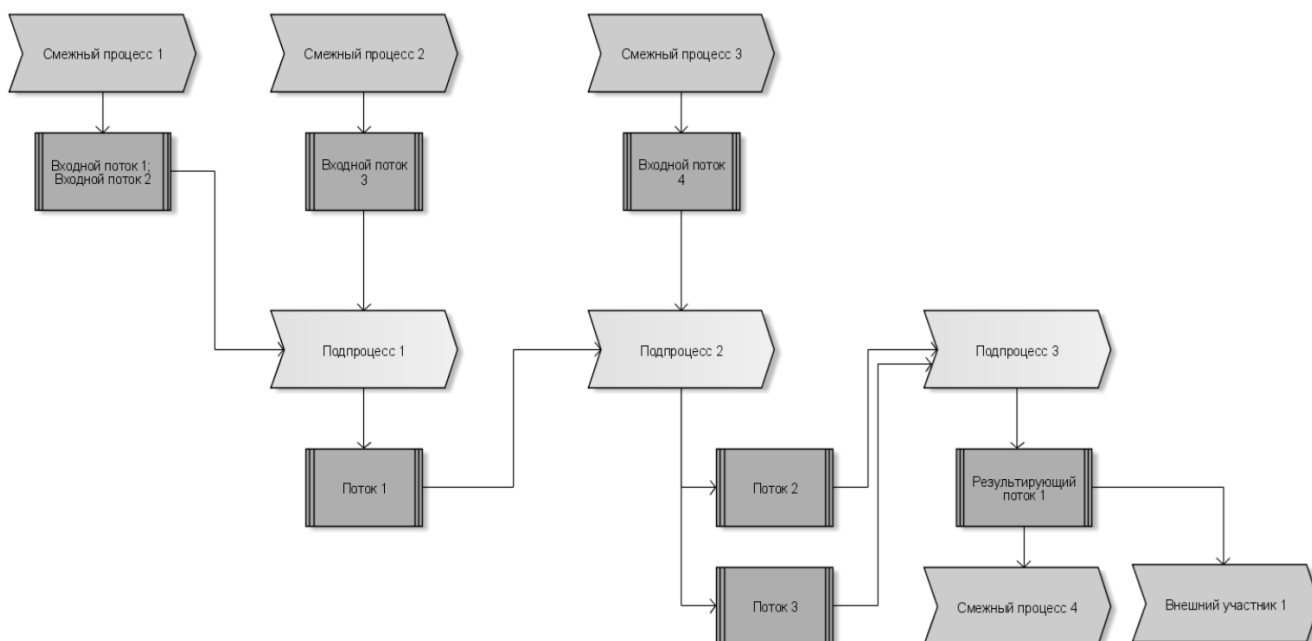 Смежный процесс 1
Смежный процесс 2
Смежный процесс 3
Входной поток 1;
Входной поток 2
Входной поток
3
Входной поток
4
Подпроцесс 1
Подпроцесс 2
Подпроцесс 3
Поток 1
Поток 2
Результирующий
поток 1
Поток 3
Смежный процесс 4
Внешний участник 1